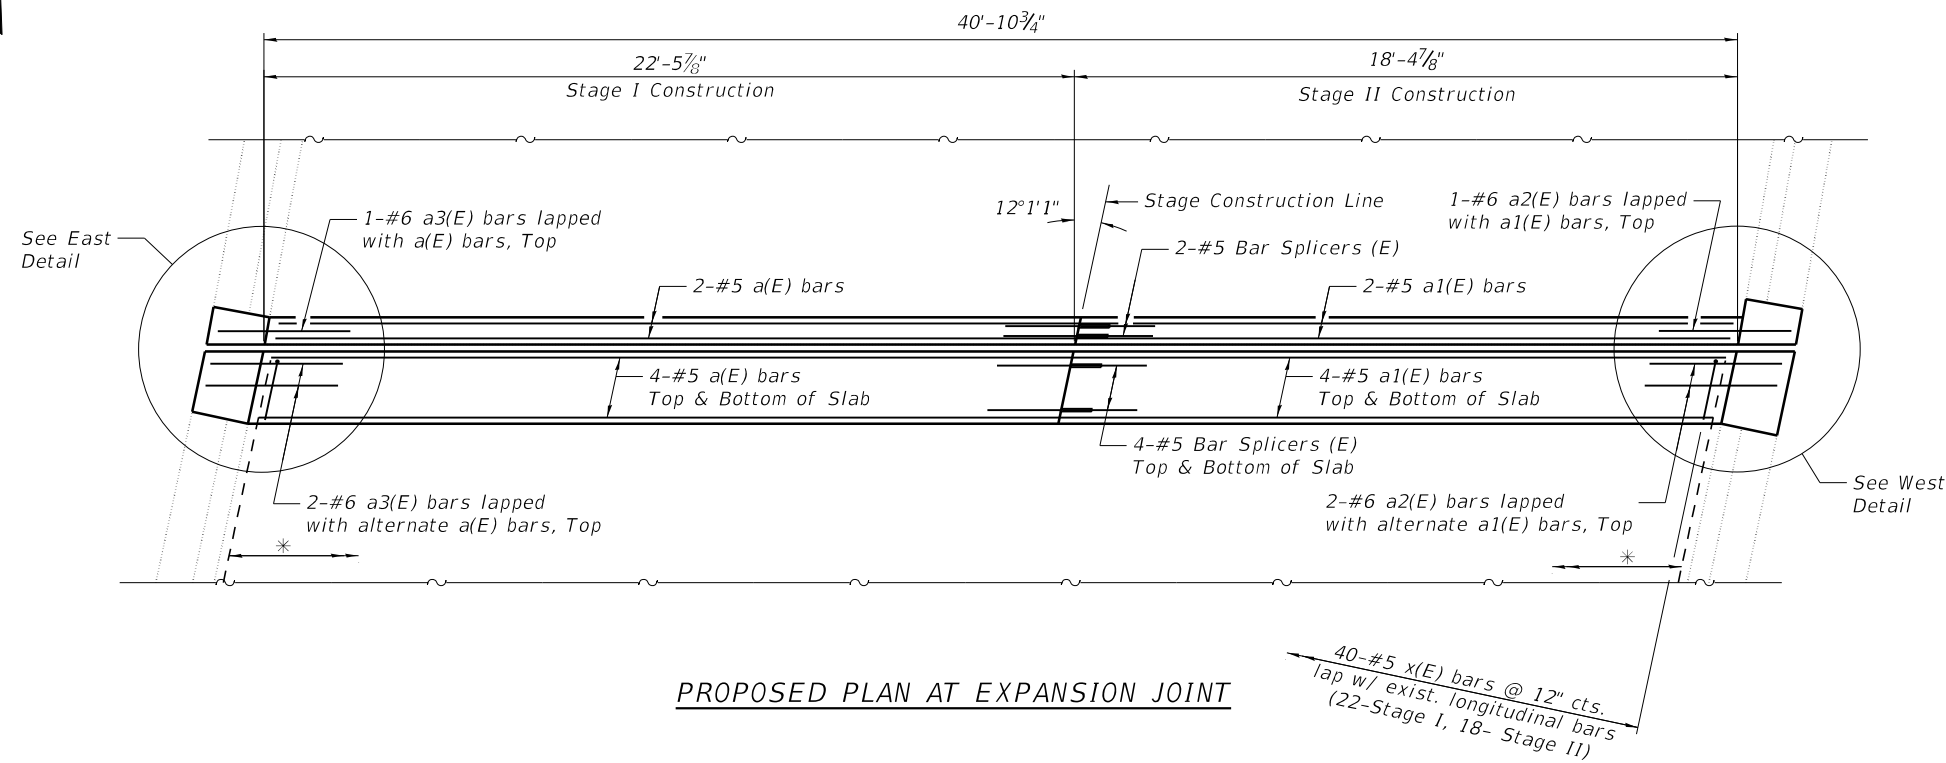 40'-10¾"
22'-5⅞"
Stage I Construction
18'-4⅞"
Stage II Construction
12°1'1"
Stage Construction Line
1-#6 a3(E) bars lapped
with a(E) bars, Top
1-#6 a2(E) bars lapped
with a1(E) bars, Top
See East
Detail
2-#5 Bar Splicers (E)
2-#5 a(E) bars
2-#5 a1(E) bars
4-#5 a(E) bars
Top & Bottom of Slab
4-#5 a1(E) bars
Top & Bottom of Slab
4-#5 Bar Splicers (E)
Top & Bottom of Slab
2-#6 a3(E) bars lapped
with alternate a(E) bars, Top
2-#6 a2(E) bars lapped
with alternate a1(E) bars, Top
See West
Detail
*
*
40-#5 x(E) bars @ 12" cts.
lap w/ exist. longitudinal bars
(22-Stage I, 18- Stage II)
PROPOSED PLAN AT EXPANSION JOINT